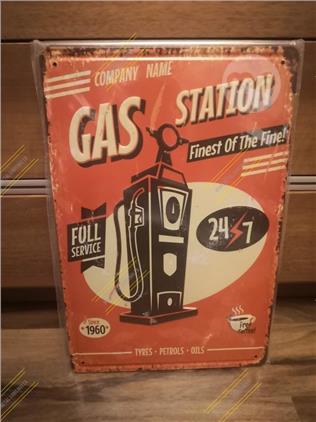 COMPANY NAME
GAS STATION
Finest Of The Fine!
FULL SERVICE
24 7
Since
1960
Free Coffee!
TYRES • PETROLS • OILS